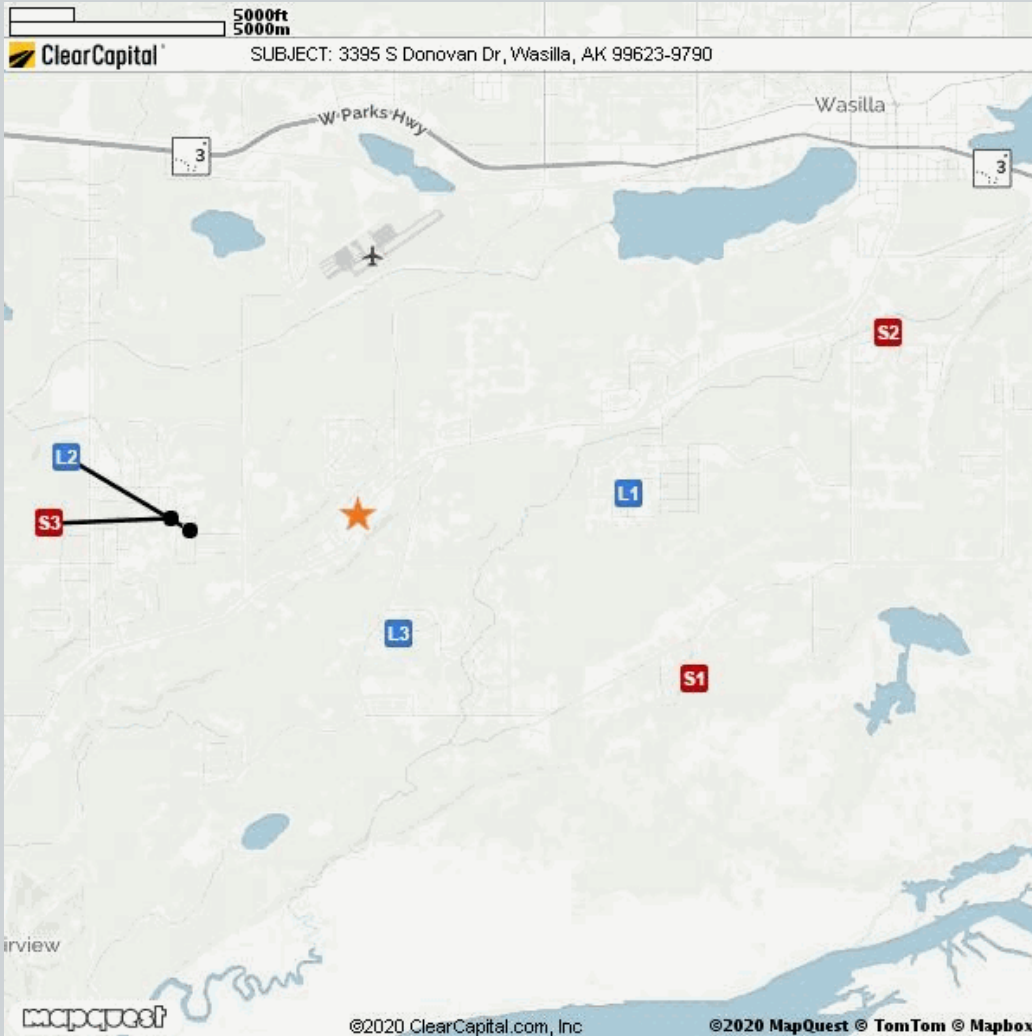 5000ft
5000m
ClearCapital
SUBJECT: 3395 S Donovan Dr, Wasilla, AK 99623-9790
Wasilla
W Parks Hwy
3
3
S2
L2
L1
S3
L3
S1
irview
mapquest
©2020 ClearCapital.com, Inc
©2020 MapQuest © TomTom © Mapbox